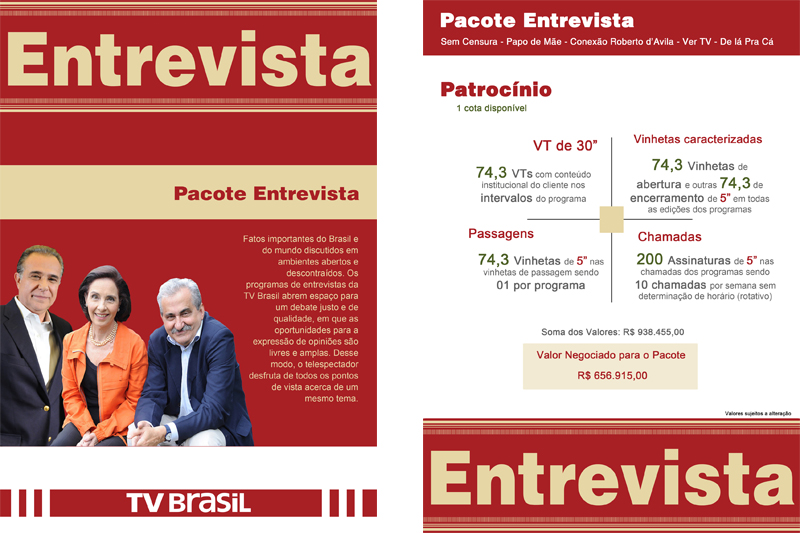 Entrevista
Pacote Entrevista
Fatos importantes do Brasil e
do mundo discutidos em
ambientes abertos e
descontraídos. Os
programas de entrevistas da
TV Brasil abrem espaço para
um debate justo e de
qualidade, em que as
oportunidades para a
expressão de opiniões são
livres e amplas. Desse
modo, o telespectador
desfruta de todos os pontos
de vista acerca de um
mesmo tema.
TV BRASIL
Pacote Entrevista
Sem Censura - Papo de Mãe - Conexão Roberto d'Avila - Ver TV - De lá Pra Cá
Patrocínio
1 cota disponível
VT de 30”
74,3 VTs com conteúdo
institucional do cliente nos
intervalos do programa
Vinhetas caracterizadas
74,3 Vinhetas de
abertura e outras 74,3 de
encerramento de 5” em todas
as edições dos programas
Passagens
74,3 Vinhetas de 5” nas
vinhetas de passagem sendo
01 por programa
Chamadas
200 Assinaturas de 5” nas
chamadas dos programas sendo
10 chamadas por semana sem
determinação de horário (rotativo)
Soma dos Valores: R$ 938.455,00
Valor Negociado para o Pacote
R$ 656.915,00
Valores sujeitos a alteração
Entrevista